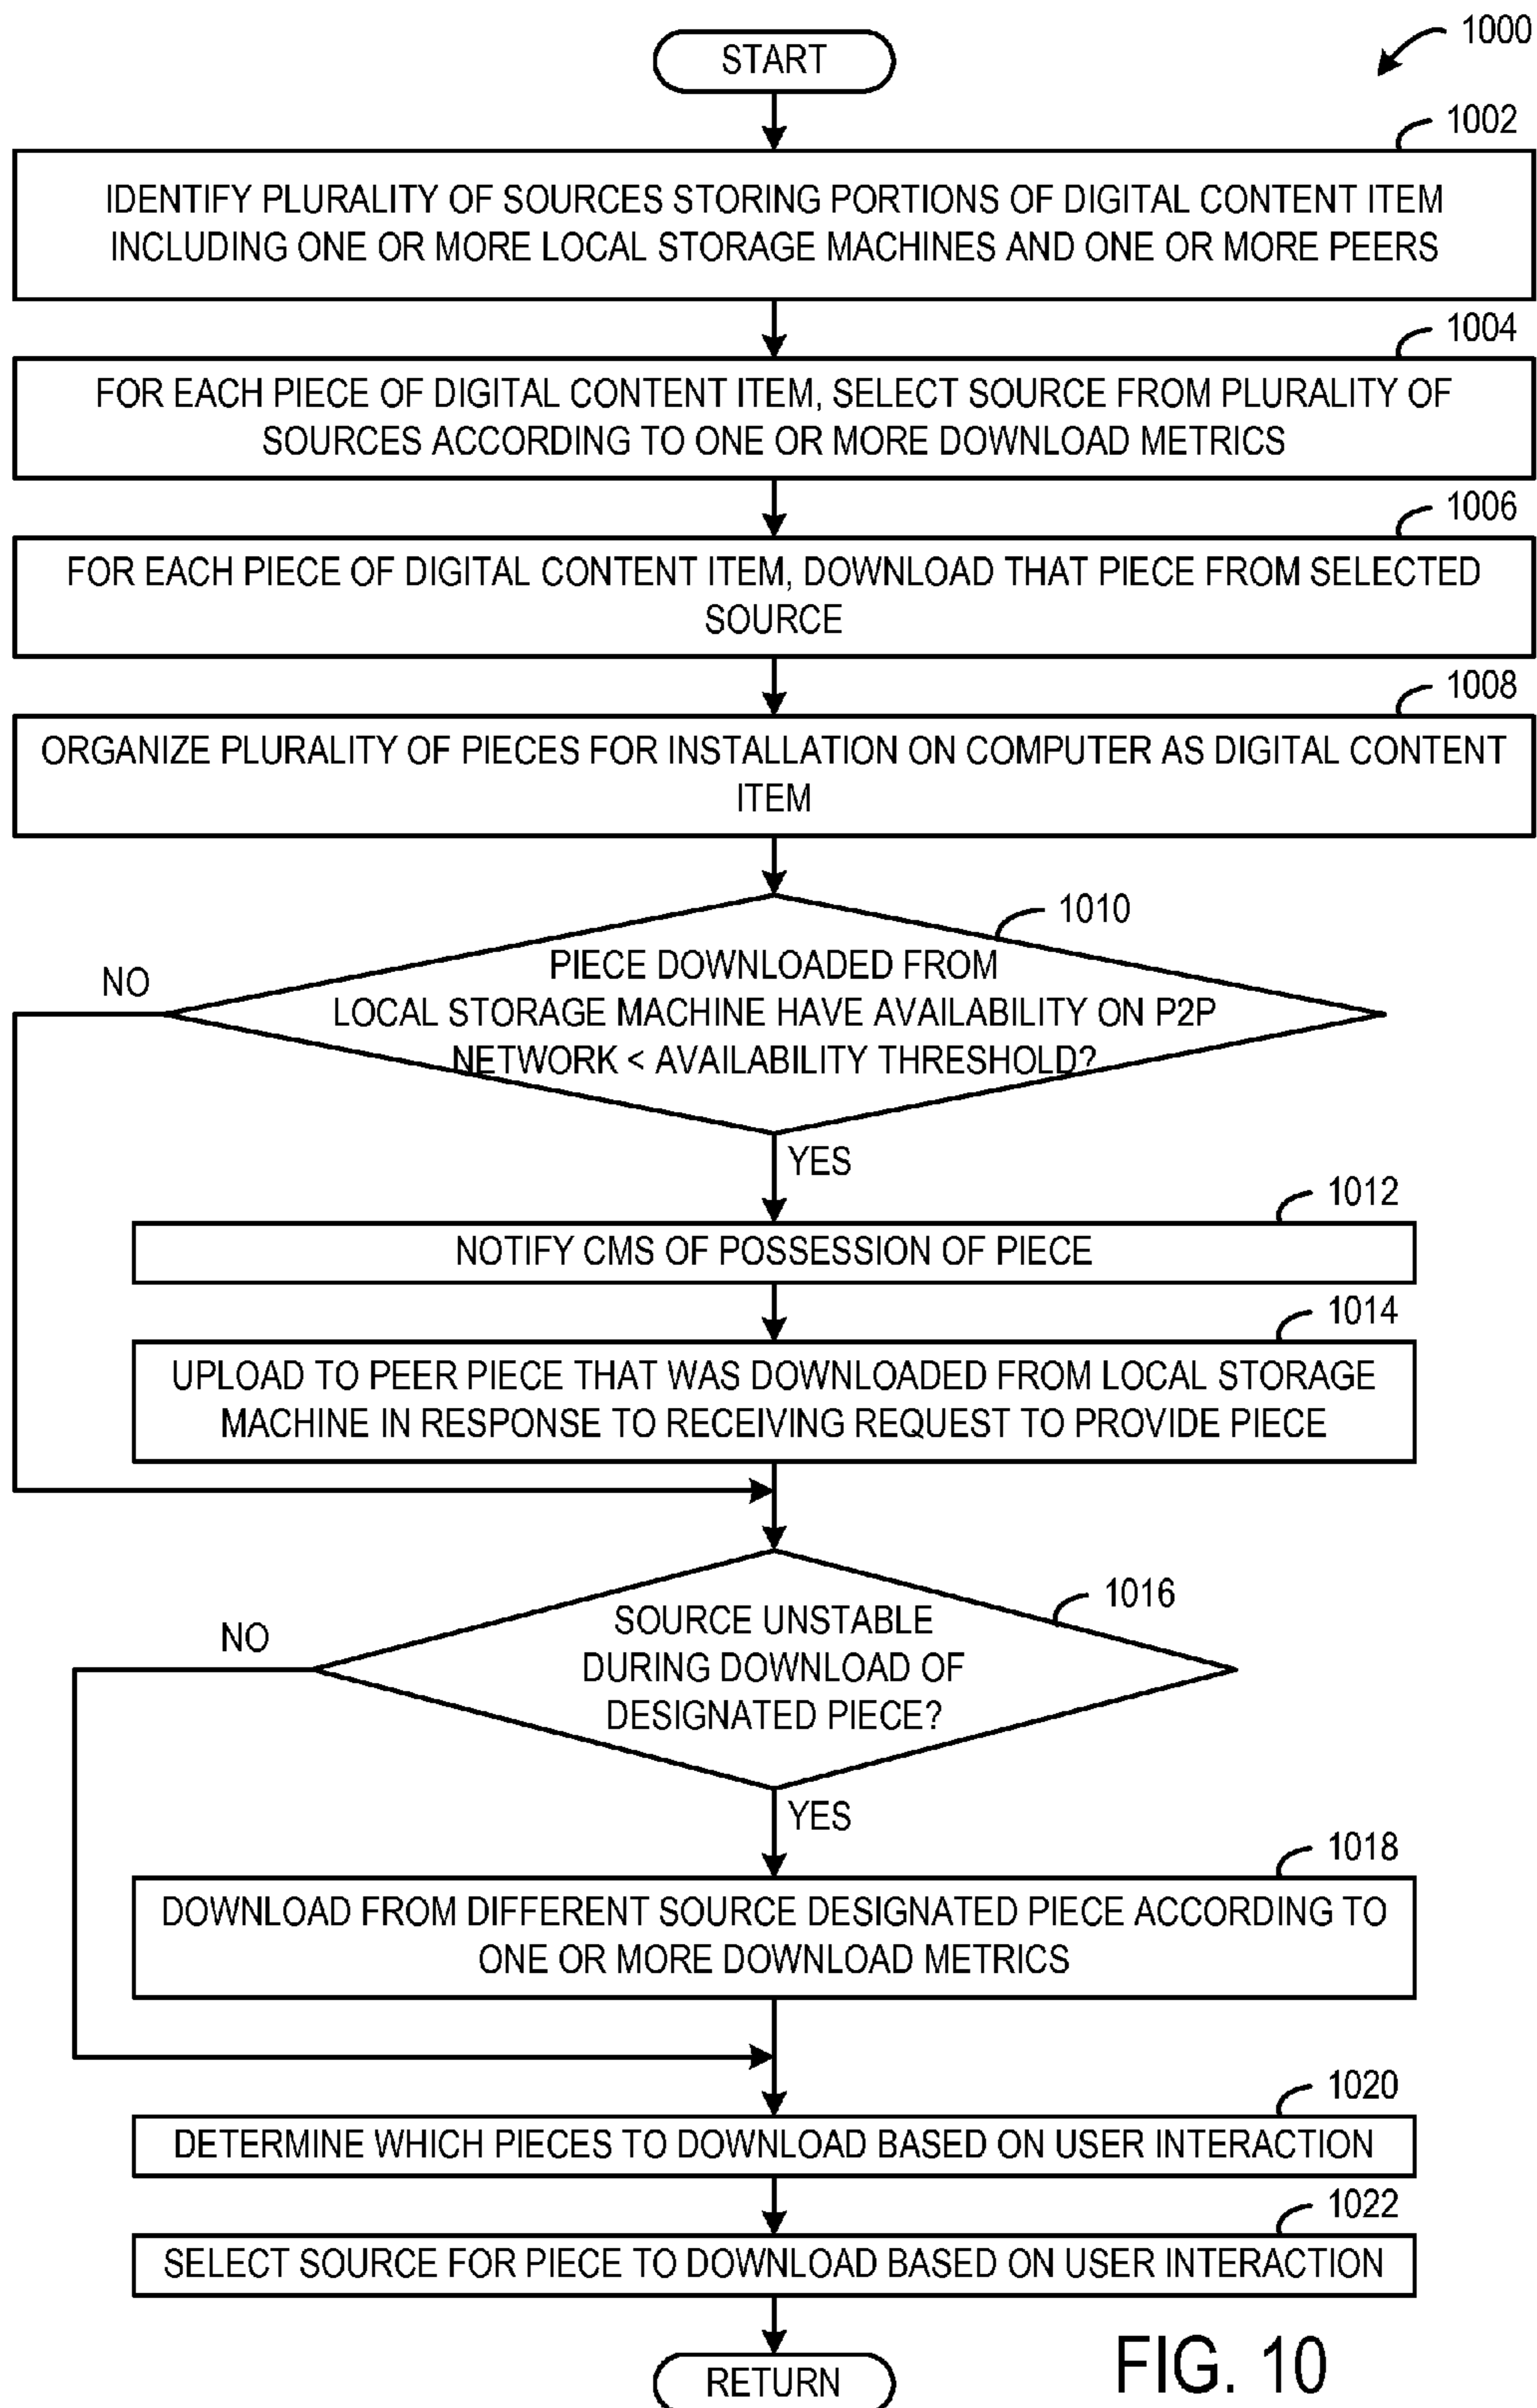 START
1000
1002
IDENTIFY PLURALITY OF SOURCES STORING PORTIONS OF DIGITAL CONTENT ITEM
INCLUDING ONE OR MORE LOCAL STORAGE MACHINES AND ONE OR MORE PEERS
1004
FOR EACH PIECE OF DIGITAL CONTENT ITEM, SELECT SOURCE FROM PLURALITY OF
SOURCES ACCORDING TO ONE OR MORE DOWNLOAD METRICS
1006
FOR EACH PIECE OF DIGITAL CONTENT ITEM, DOWNLOAD THAT PIECE FROM SELECTED
SOURCE
1008
ORGANIZE PLURALITY OF PIECES FOR INSTALLATION ON COMPUTER AS DIGITAL CONTENT
ITEM
1010
NO
PIECE DOWNLOADED FROM
LOCAL STORAGE MACHINE HAVE AVAILABILITY ON P2P
NETWORK < AVAILABILITY THRESHOLD?
YES
1012
NOTIFY CMS OF POSSESSION OF PIECE
1014
UPLOAD TO PEER PIECE THAT WAS DOWNLOADED FROM LOCAL STORAGE
MACHINE IN RESPONSE TO RECEIVING REQUEST TO PROVIDE PIECE
1016
NO
SOURCE UNSTABLE
DURING DOWNLOAD OF
DESIGNATED PIECE?
YES
1018
DOWNLOAD FROM DIFFERENT SOURCE DESIGNATED PIECE ACCORDING TO
ONE OR MORE DOWNLOAD METRICS
1020
DETERMINE WHICH PIECES TO DOWNLOAD BASED ON USER INTERACTION
1022
SELECT SOURCE FOR PIECE TO DOWNLOAD BASED ON USER INTERACTION
RETURN
FIG. 10